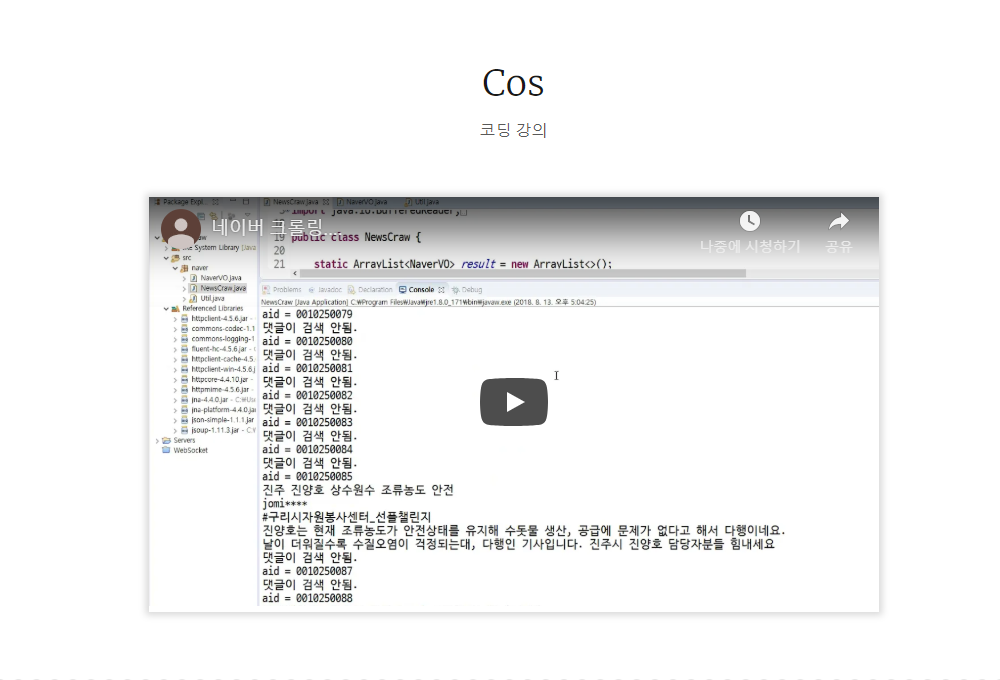 Cos
코딩 강의
네이버 크롤링...
나중에 시청하기
공유
Package Expl
JRE System Library [Java
src
naver
NaverVO.java
NewsCraw.java
Util.java
Referenced Libraries
httpclient-4.5.6.jar -
commons-codec-1.1
commons-logging-1
fluent-hc-4.5.6.jar -
httpclient-cache-4.5.
httpclient-win-4.5.6.j
httpcore-4.4.10.jar -
httpmime-4.5.6.jar -
jna-4.4.0.jar - C:₩Us
jna-platform-4.4.0.jar
json-simple-1.1.1.jar
jsoup-1.11.3.jar - C:₩
Servers
WebSocket
NewsCraw.java NaverVO.java Util.java
import java.io.BufferedReader;
19 public class NewsCraw {
20
21 static ArrayList<NaverVO> result = new ArrayList<>();
Problems Javadoc Declaration Console Debug
NewsCraw [Java Application] C:₩Program Files₩Java₩jre1.8.0_171₩bin₩javaw.exe (2018. 8. 13. 오후 5:04:25)
aid = 0010250079
댓글이 검색 안됨.
aid = 0010250080
댓글이 검색 안됨.
aid = 0010250081
댓글이 검색 안됨.
aid = 0010250082
댓글이 검색 안됨.
aid = 0010250083
댓글이 검색 안됨.
aid = 0010250084
댓글이 검색 안됨.
aid = 0010250085
진주 진양호 상수원수 조류농도 안전
jomi****
#구리시자원봉사센터_선플챌린지
진양호는 현재 조류농도가 안전상태를 유지해 수돗물 생산, 공급에 문제가 없다고 해서 다행이네요.
날이 더워질수록 수질오염이 걱정되는대, 다행인 기사입니다. 진주시 진양호 담당자분들 힘내세요
댓글이 검색 안됨.
aid = 0010250087
댓글이 검색 안됨.
aid = 0010250088